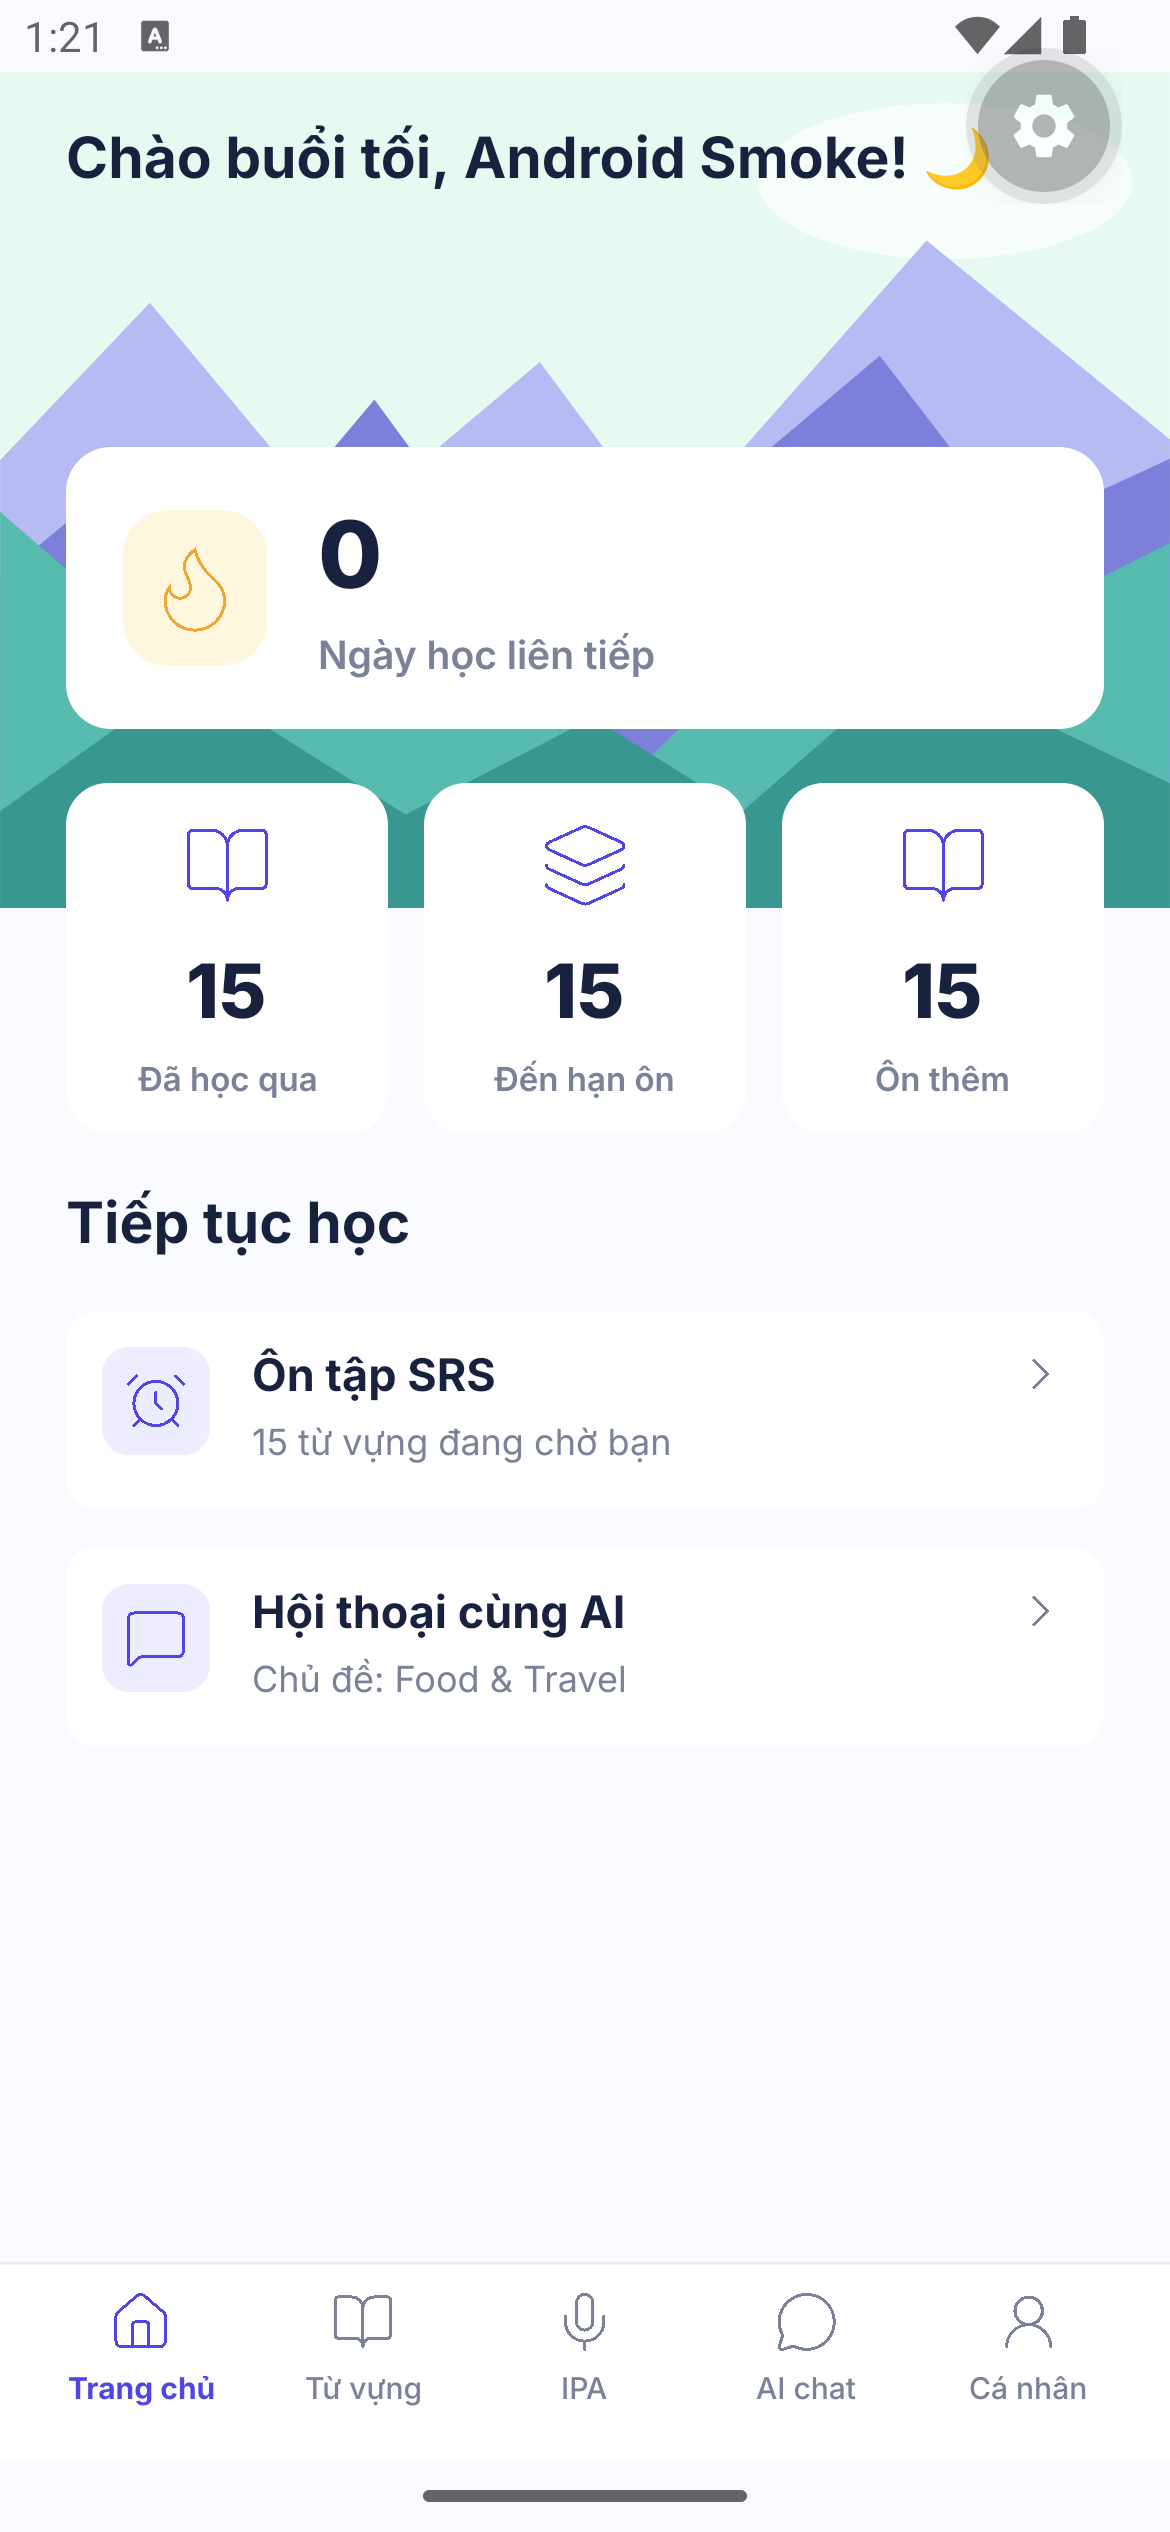 1:21
A
Chào buổi tối, Android Smoke! 🌙
0
Ngày học liên tiếp
15
Đã học qua
15
Đến hạn ôn
15
Ôn thêm
Tiếp tục học
Ôn tập SRS
15 từ vựng đang chờ bạn
Hội thoại cùng AI
Chủ đề: Food & Travel
Trang chủ
Từ vựng
IPA
AI chat
Cá nhân